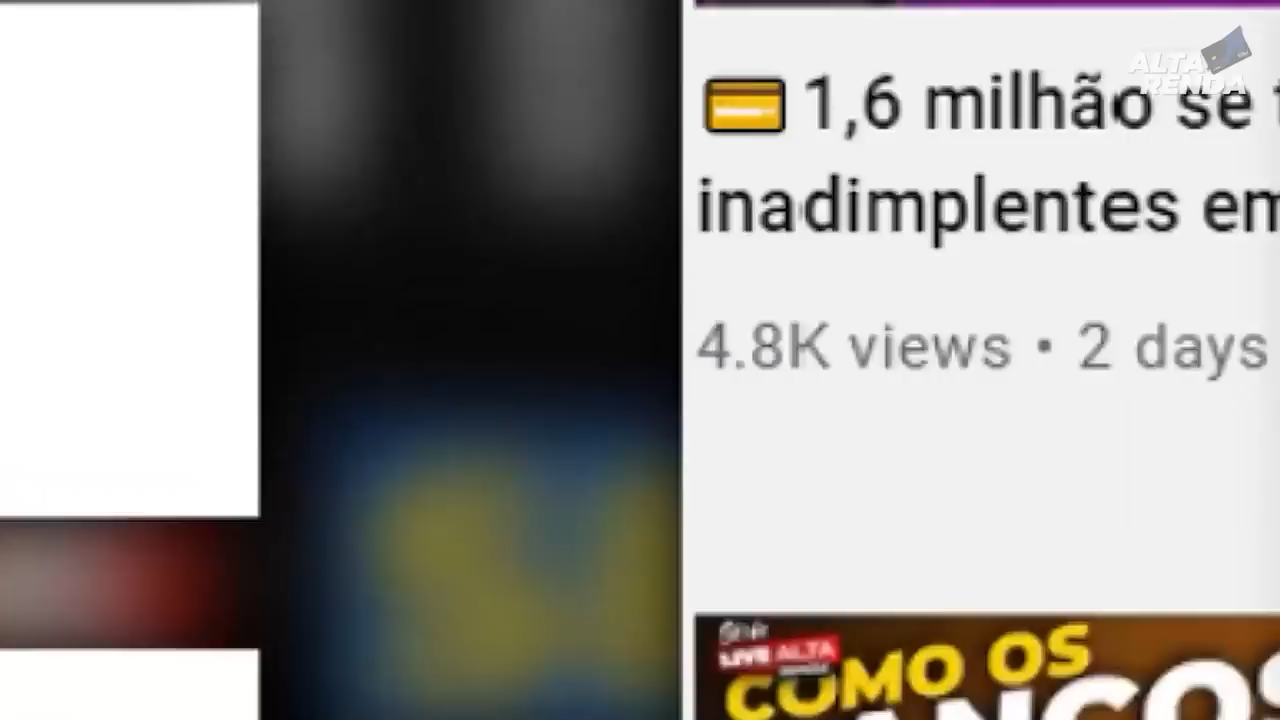 ALTA
RENDA
1,6 milhão se
inadimplentes em
4.8K views • 2 days
LIVE ALTA
COMO OS